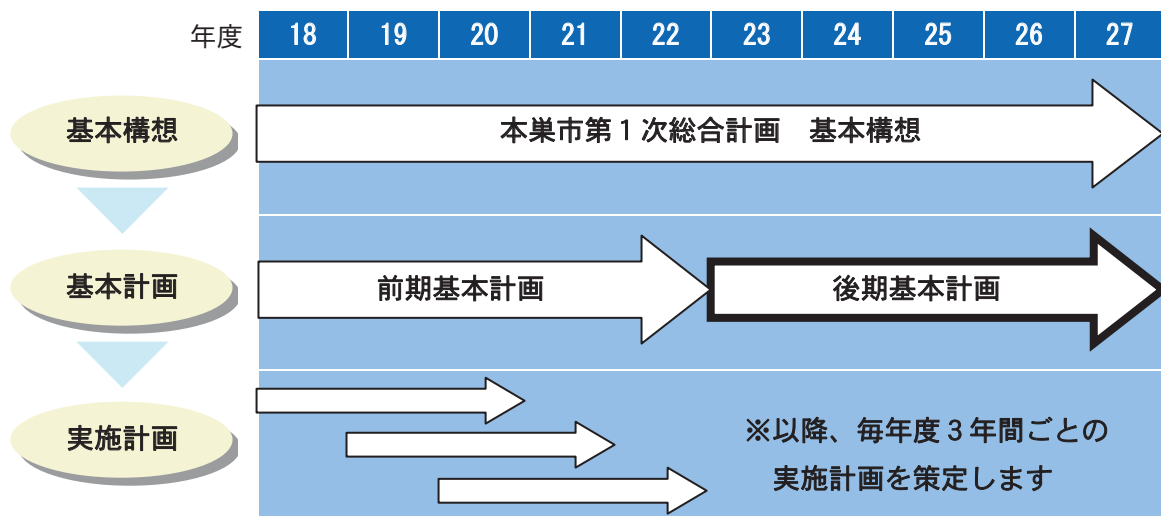 年度 18 19 20 21 22 23 24 25 26 27
基本構想
本巣市第1次総合計画 基本構想
基本計画
前期基本計画
後期基本計画
実施計画
※以降、毎年度3年間ごとの
実施計画を策定します